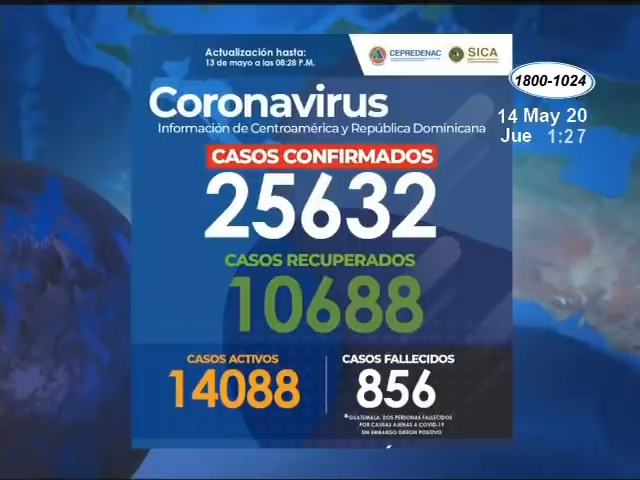 Actualización hasta:
13 de mayo a las 08:28 P.M.
CEPREDENAC
SICA
1800-1024
14 May 20
Jue 1:27
Coronavirus
Información de Centroamérica y República Dominicana
CASOS CONFIRMADOS
25632
CASOS RECUPERADOS
10688
CASOS ACTIVOS
14088
CASOS FALLECIDOS
856
*GUATEMALA, DOS PERSONAS FALLECIDOS
POR CAUSAS AJENAS A COVID-19
SIN EMBARGO DIERON POSITIVO